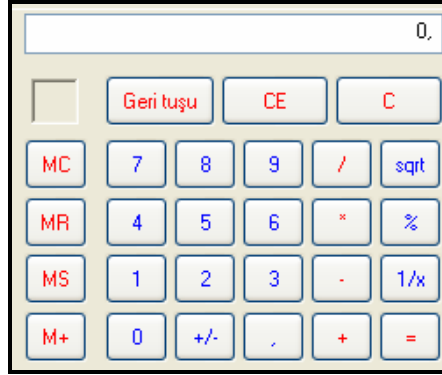 0,
Geri tuşu CE C
MC 7 8 9 / sqrt
MR 4 5 6 * %
MS 1 2 3 - 1/x
M+ 0 +/- , + =